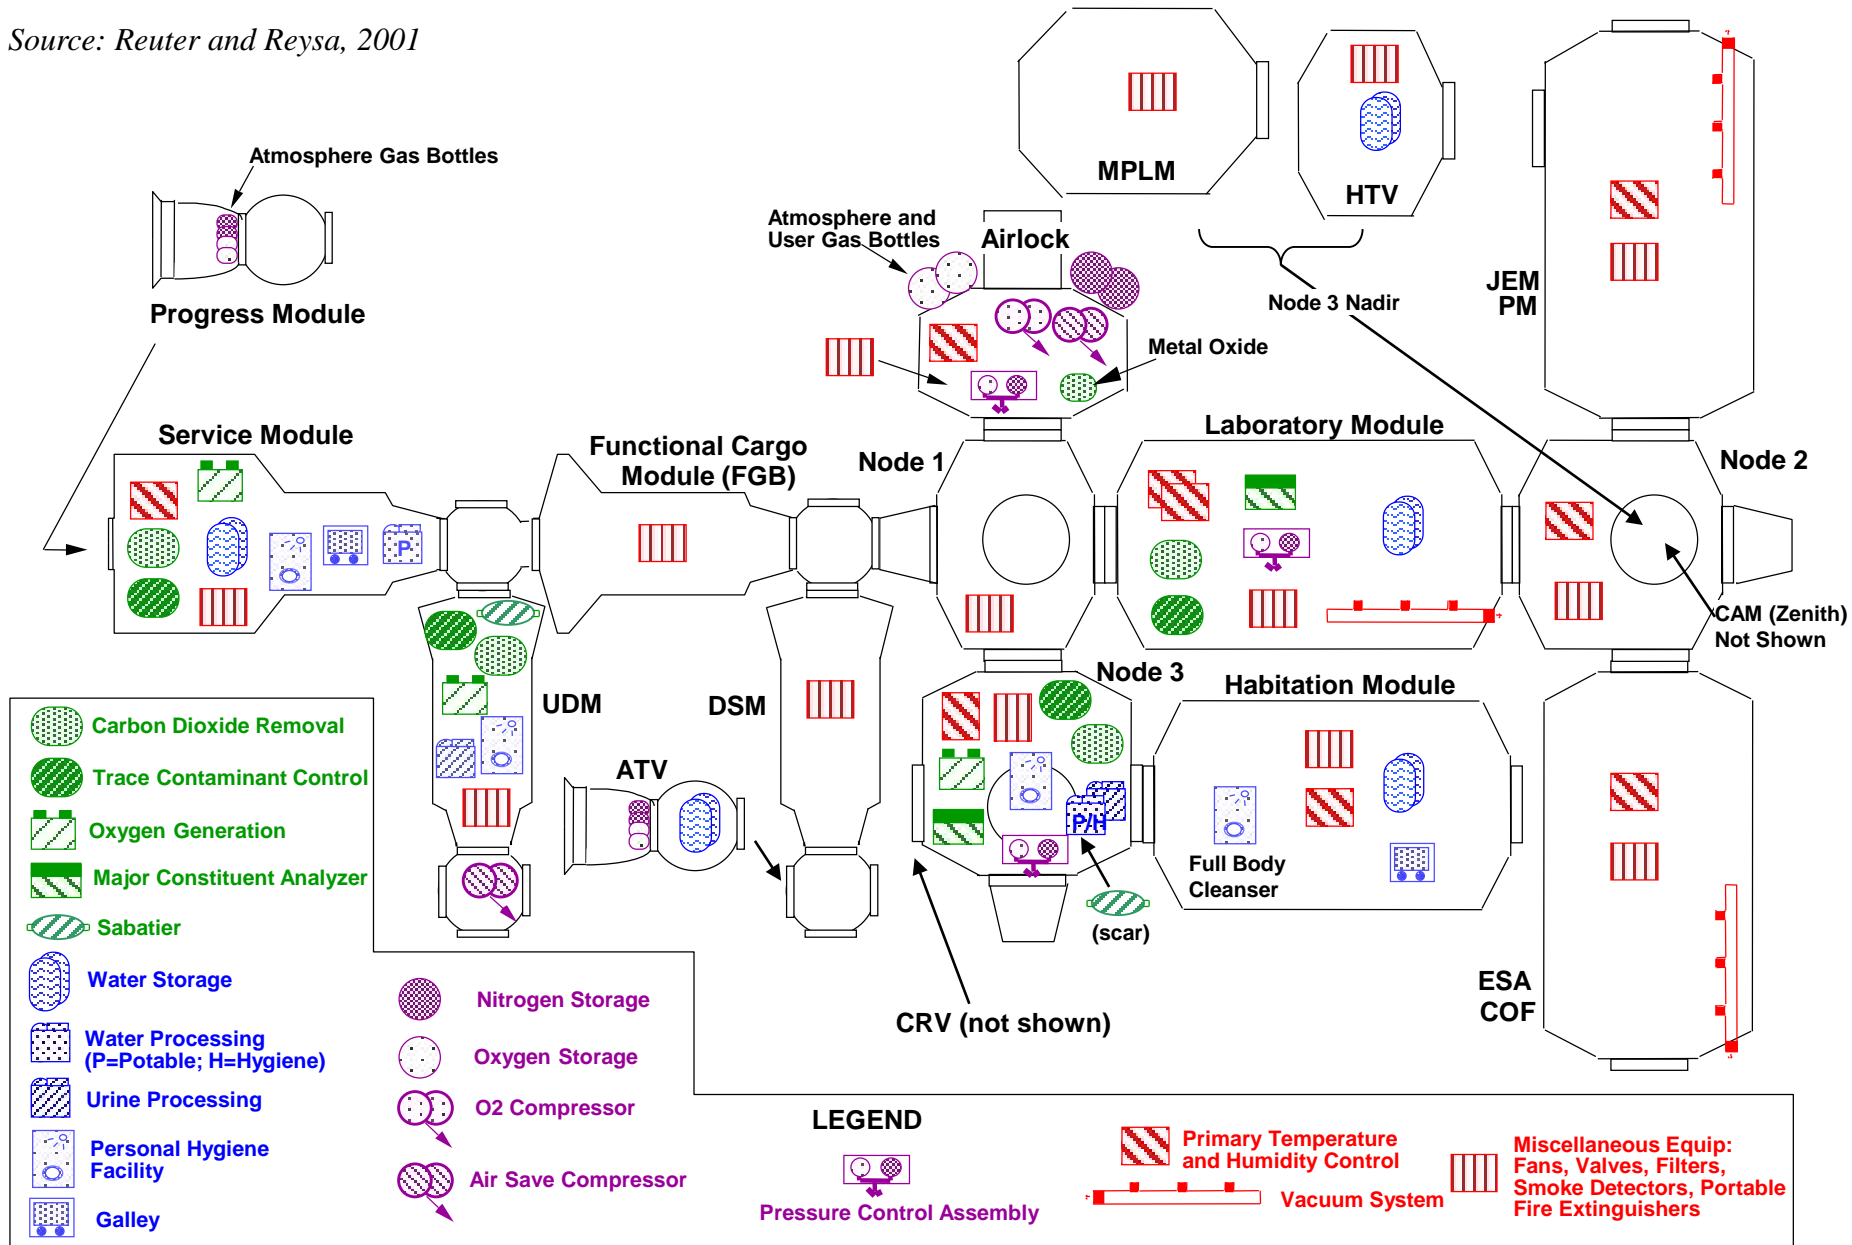 Source: Reuter and Reysa, 2001
Atmosphere Gas Bottles
Progress Module
MPLM
HTV
Atmosphere and
User Gas Bottles
Airlock
Node 3 Nadir
JEM
PM
Metal Oxide
Service Module
Functional Cargo
Module (FGB)
Node 1
Laboratory Module
Node 2
P
CAM (Zenith)
Not Shown
UDM
DSM
Node 3
Habitation Module
ATV
P/H
Full Body
Cleanser
(scar)
CRV (not shown)
ESA
COF
Carbon Dioxide Removal
Trace Contaminant Control
Oxygen Generation
Major Constituent Analyzer
Sabatier
Water Storage
Water Processing
(P=Potable; H=Hygiene)
Urine Processing
Personal Hygiene
Facility
Galley
Nitrogen Storage
Oxygen Storage
O2 Compressor
Air Save Compressor
LEGEND
Pressure Control Assembly
Primary Temperature
and Humidity Control
Vacuum System
Miscellaneous Equip:
Fans, Valves, Filters,
Smoke Detectors, Portable
Fire Extinguishers